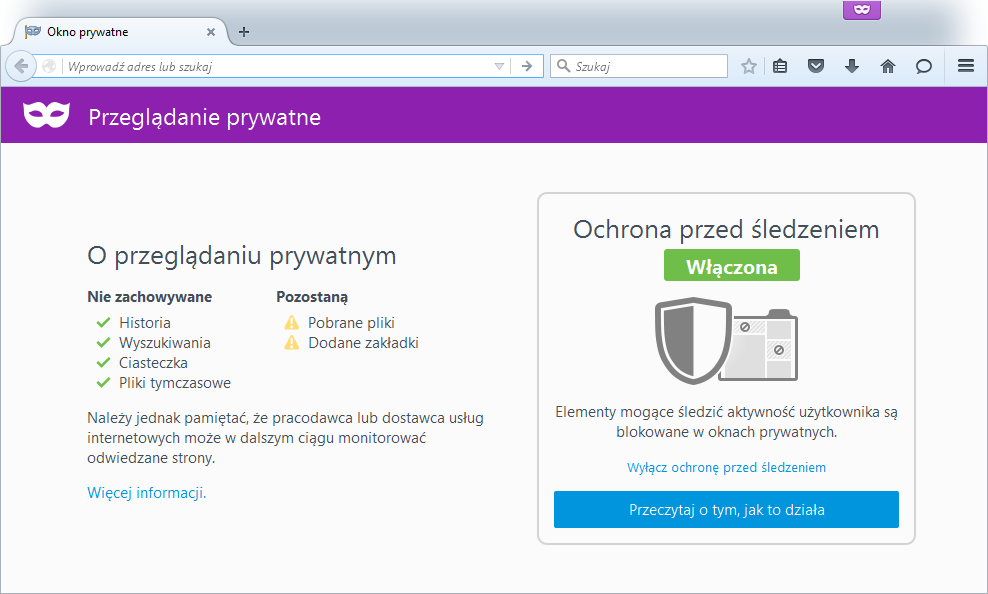 Okno prywatne
Wprowadź adres lub szukaj
Szukaj
Przeglądanie prywatne
O przeglądaniu prywatnym
Nie zachowywane
Historia
Wyszukiwania
Ciasteczka
Pliki tymczasowe
Pozostaną
Pobrane pliki
Dodane zakładki
Należy jednak pamiętać, że pracodawca lub dostawca usług
internetowych może w dalszym ciągu monitorować
odwiedzane strony.
Więcej informacji.
Ochrona przed śledzeniem
Włączona
Elementy mogące śledzić aktywność użytkownika są
blokowane w oknach prywatnych.
Wyłącz ochronę przed śledzeniem
Przeczytaj o tym, jak to działa